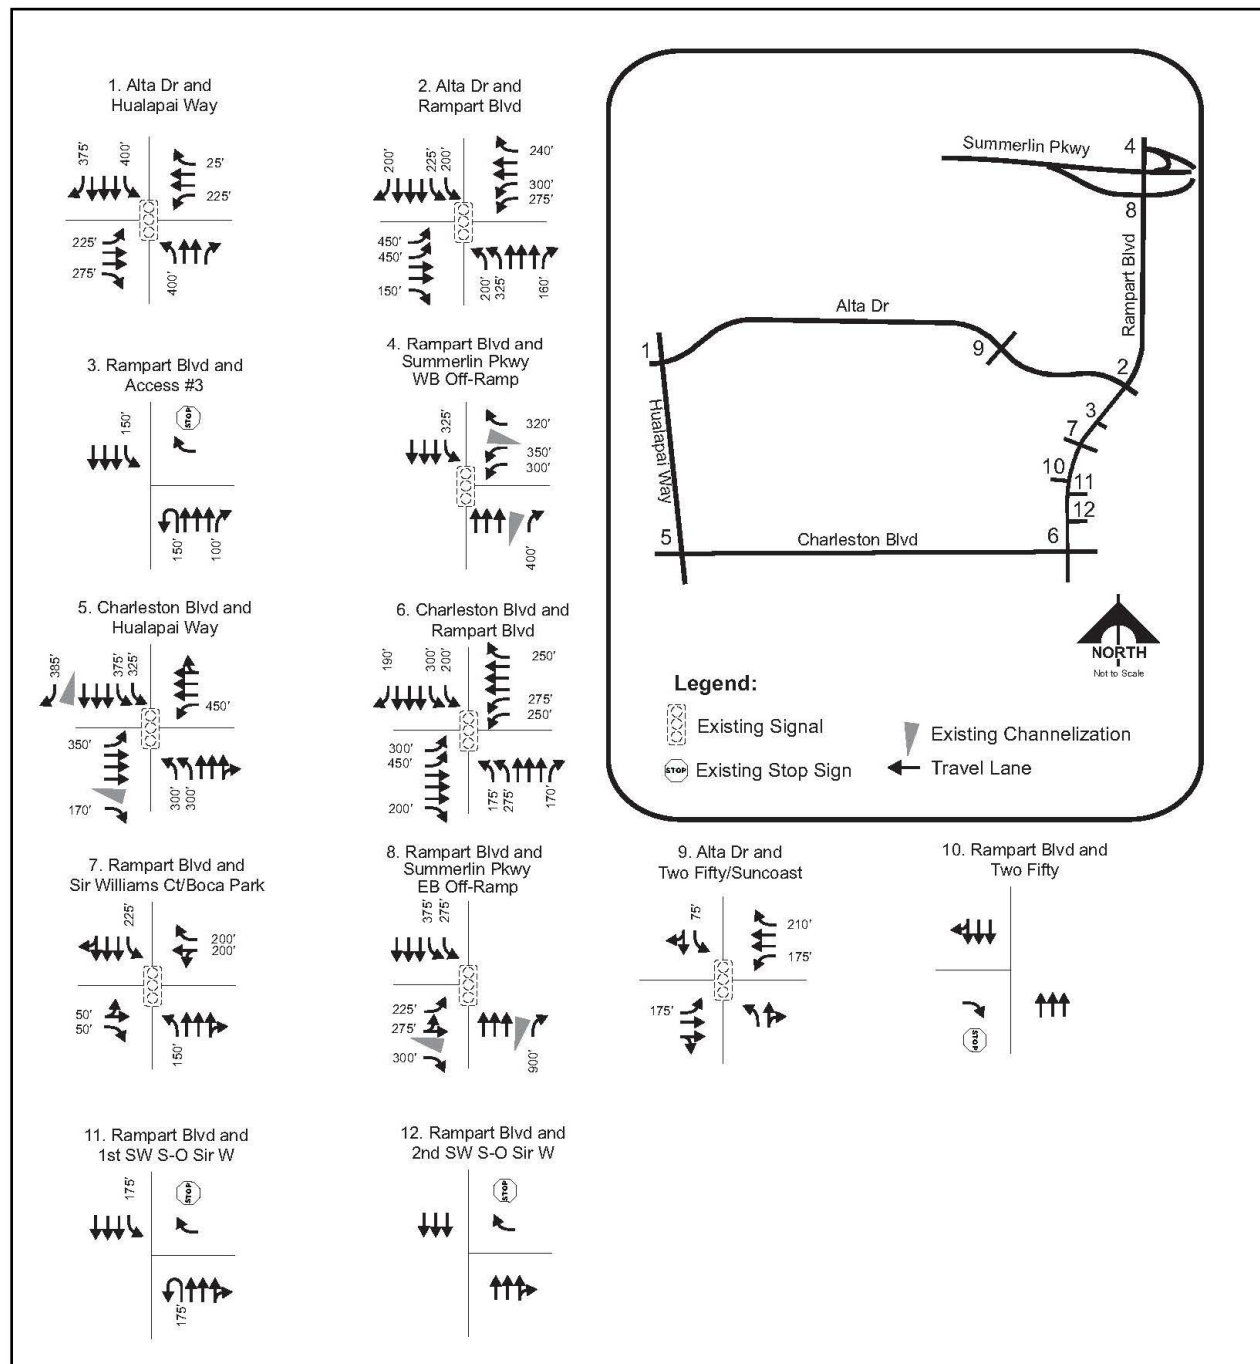 1. Alta Dr and
Hualapai Way
375'
400'
25'
225'
225'
275'
400'
2. Alta Dr and
Rampart Blvd
200'
225'
200'
240'
300'
275'
450'
450'
150'
200'
325'
160'
Summerlin Pkwy
4
8
Rampart Blvd
Alta Dr
1
9
2
3
7
10
11
12
Hualapai Way
5
Charleston Blvd
6
NORTH
Not to Scale
Legend:
Existing Signal
STOP
Existing Stop Sign
Existing Channelization
Travel Lane
3. Rampart Blvd and
Access #3
150'
STOP
150'
100'
4. Rampart Blvd and
Summerlin Pkwy
WB Off-Ramp
325'
320'
350'
300'
400'
5. Charleston Blvd and
Hualapai Way
385'
375'
325'
450'
350'
170'
300'
300'
6. Charleston Blvd and
Rampart Blvd
190'
300'
200'
250'
275'
250'
300'
450'
200'
175'
275'
170'
7. Rampart Blvd and
Sir Williams Ct/Boca Park
225'
200'
200'
50'
50'
150'
8. Rampart Blvd and
Summerlin Pkwy
EB Off-Ramp
375'
275'
225'
275'
300'
900'
9. Alta Dr and
Two Fifty/Suncoast
75'
210'
175'
175'
10. Rampart Blvd and
Two Fifty
STOP
11. Rampart Blvd and
1st SW S-O Sir W
175'
STOP
175'
12. Rampart Blvd and
2nd SW S-O Sir W
STOP